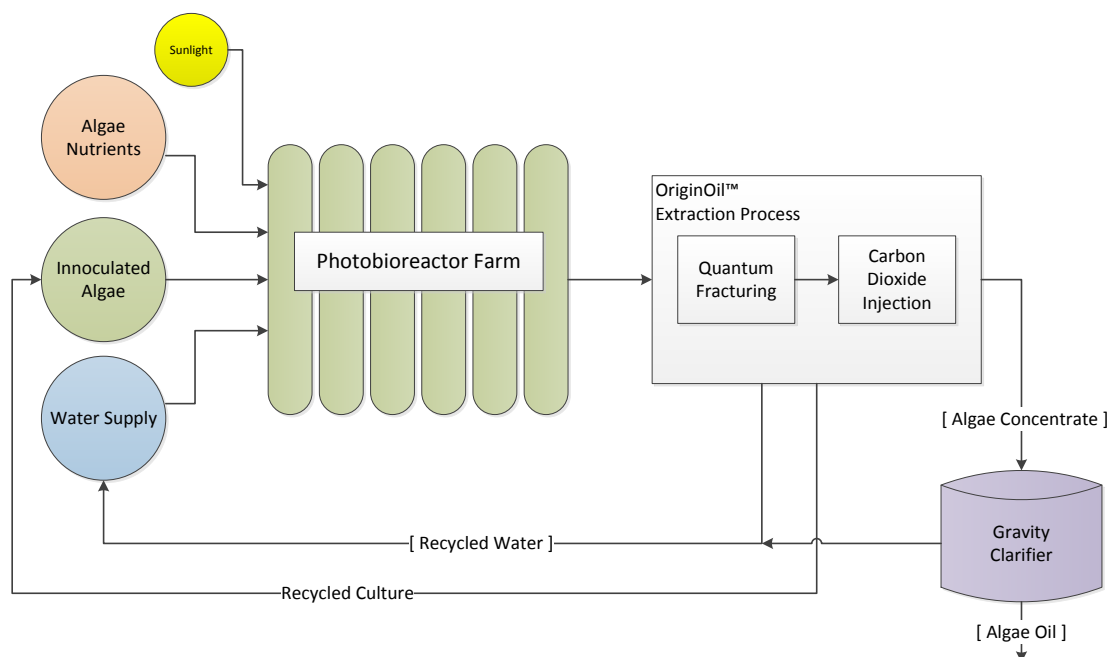 Sunlight
Algae
Nutrients
Innoculated
Algae
Water Supply
Photobioreactor Farm
OriginOil™
Extraction Process
Quantum
Fracturing
Carbon
Dioxide
Injection
[ Algae Concentrate ]
Gravity
Clarifier
[ Recycled Water ]
Recycled Culture
[ Algae Oil ]